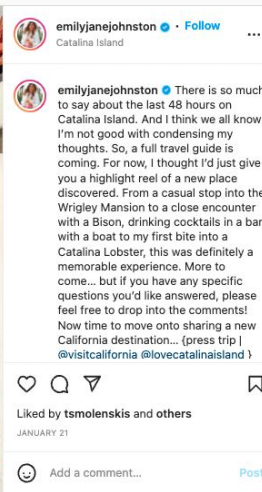 emilyjanejohnston • Follow
Catalina Island
emilyjanejohnston There is so much
to say about the last 48 hours on
Catalina Island. And I think we all know
I'm not good with condensing my
thoughts. So, a full travel guide is
coming. For now, I thought I'd just give
you a highlight reel of a new place
discovered. From a casual stop into the
Wrigley Mansion to a close encounter
with a Bison, drinking cocktails in a bar
with a boat to my first bite into a
Catalina Lobster, this was definitely a
memorable experience. More to
come... but if you have any specific
questions you'd like answered, please
feel free to drop into the comments!
Now time to move onto sharing a new
California destination... {press trip |
@visitcalifornia @lovecatalinaisland }
Liked by tsmolenskis and others
JANUARY 21
Add a comment...
Post